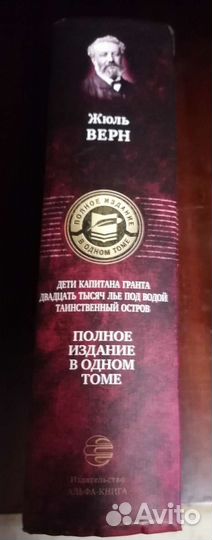 Жюль
ВЕРН
ПОЛНОЕ ИЗДАНИЕ
В ОДНОМ ТОМЕ
ДЕТИ КАПИТАНА ГРАНТА
ДВАДЦАТЬ ТЫСЯЧ ЛЬЕ ПОД ВОДОЙ
ТАИНСТВЕННЫЙ ОСТРОВ
ПОЛНОЕ
ИЗДАНИЕ
В ОДНОМ
ТОМЕ
Издательство
АЛЬФА-КНИГА
Avito